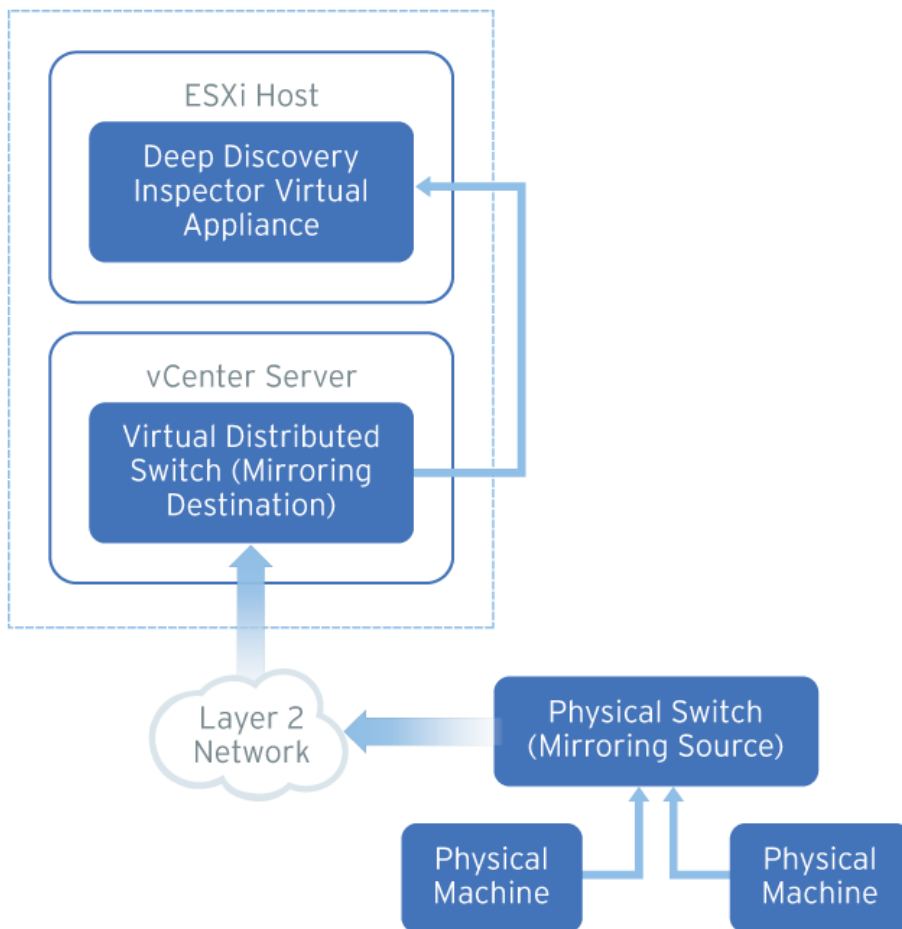 ESXi Host
Deep Discovery
Inspector Virtual
Appliance
vCenter Server
Virtual Distributed
Switch (Mirroring
Destination)
Layer 2
Network
Physical Switch
(Mirroring Source)
Physical
Machine
Physical
Machine